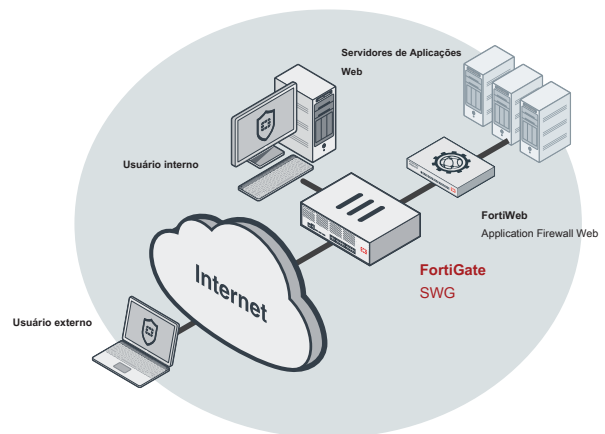 Servidores de Aplicações
Web
Usuário interno
FortiWeb
Application Firewall Web
FortiGate
SWG
Internet
Usuário externo